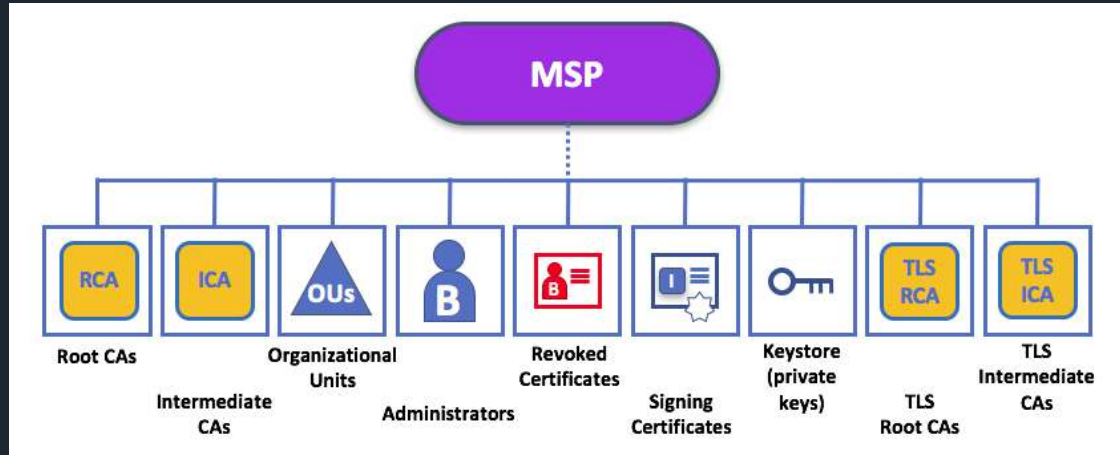 MSP
RCA
ICA
OUs
B
B
I
TLS
RCA
TLS
ICA
Root CAs
Intermediate
CAs
Organizational
Units
Administrators
Revoked
Certificates
Signing
Certificates
Keystore
(private
keys)
TLS
Root CAs
TLS
Intermediate
CAs